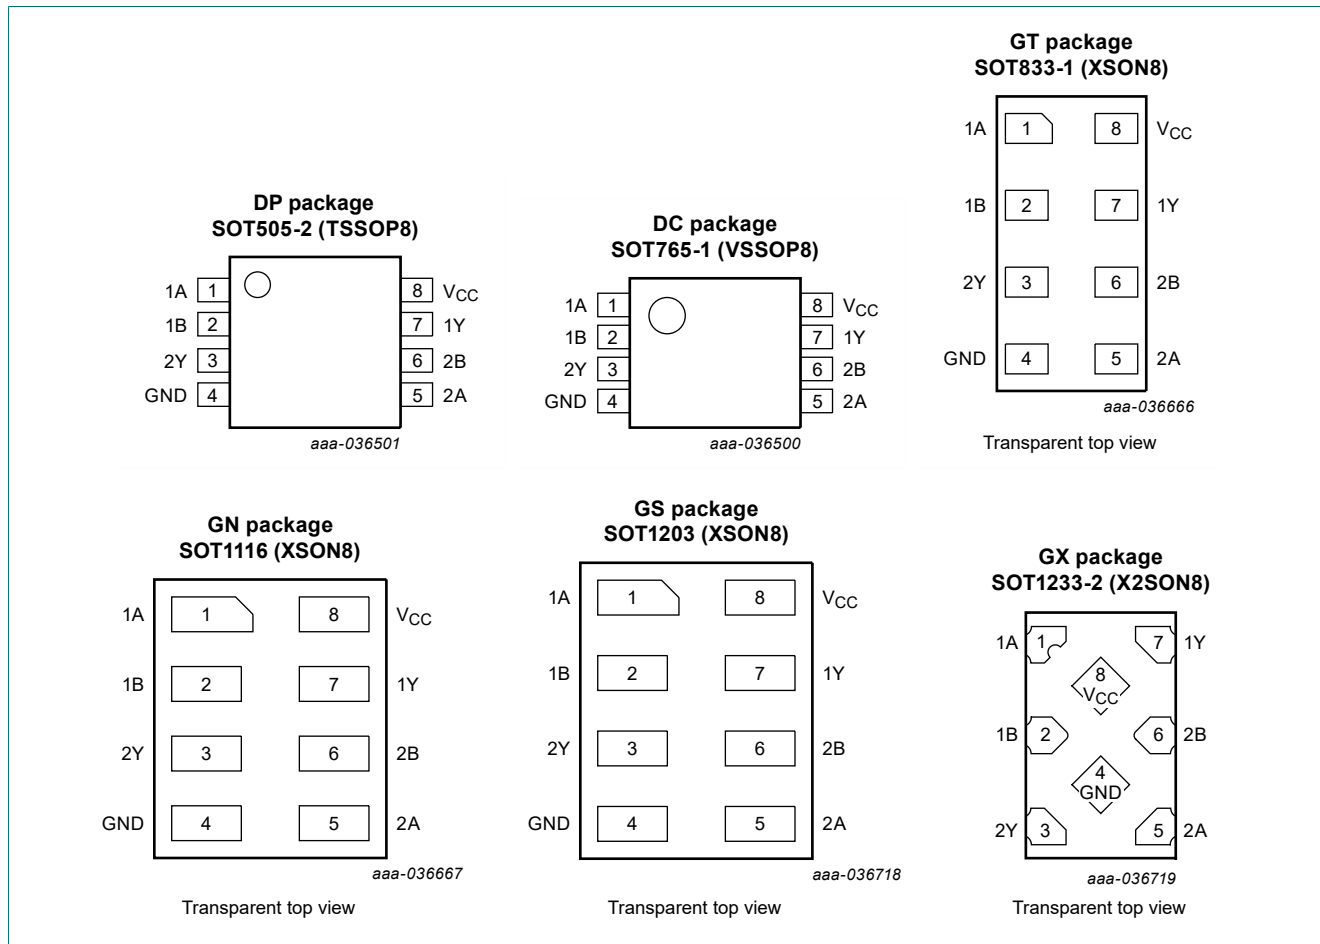 GT package
SOT833-1 (XSON8)
1A 1 8 VCC
1B 2 7 1Y
2Y 3 6 2B
GND 4 5 2A
aaa-036666
Transparent top view
DP package
SOT505-2 (TSSOP8)
1A 1 8 VCC
1B 2 7 1Y
2Y 3 6 2B
GND 4 5 2A
aaa-036501
DC package
SOT765-1 (VSSOP8)
1A 1 8 VCC
1B 2 7 1Y
2Y 3 6 2B
GND 4 5 2A
aaa-036500
GN package
SOT1116 (XSON8)
1A 1 8 VCC
1B 2 7 1Y
2Y 3 6 2B
GND 4 5 2A
aaa-036667
Transparent top view
GS package
SOT1203 (XSON8)
1A 1 8 VCC
1B 2 7 1Y
2Y 3 6 2B
GND 4 5 2A
aaa-036718
Transparent top view
GX package
SOT1233-2 (X2SON8)
1A 1 7 1Y
8
VCC
1B 2 6 2B
4
GND
2Y 3 5 2A
aaa-036719
Transparent top view